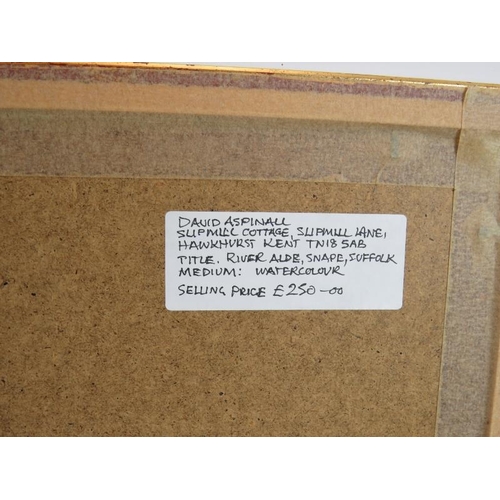 DAVID ASPINALL
SLIPMILL COTTAGE, SLIPMILL LANE,
HAWKHURST KENT TN18 5AB
TITLE. RIVER ALDE, SNAPE, SUFFOLK
MEDIUM: WATERCOLOUR
SELLING PRICE £250-00